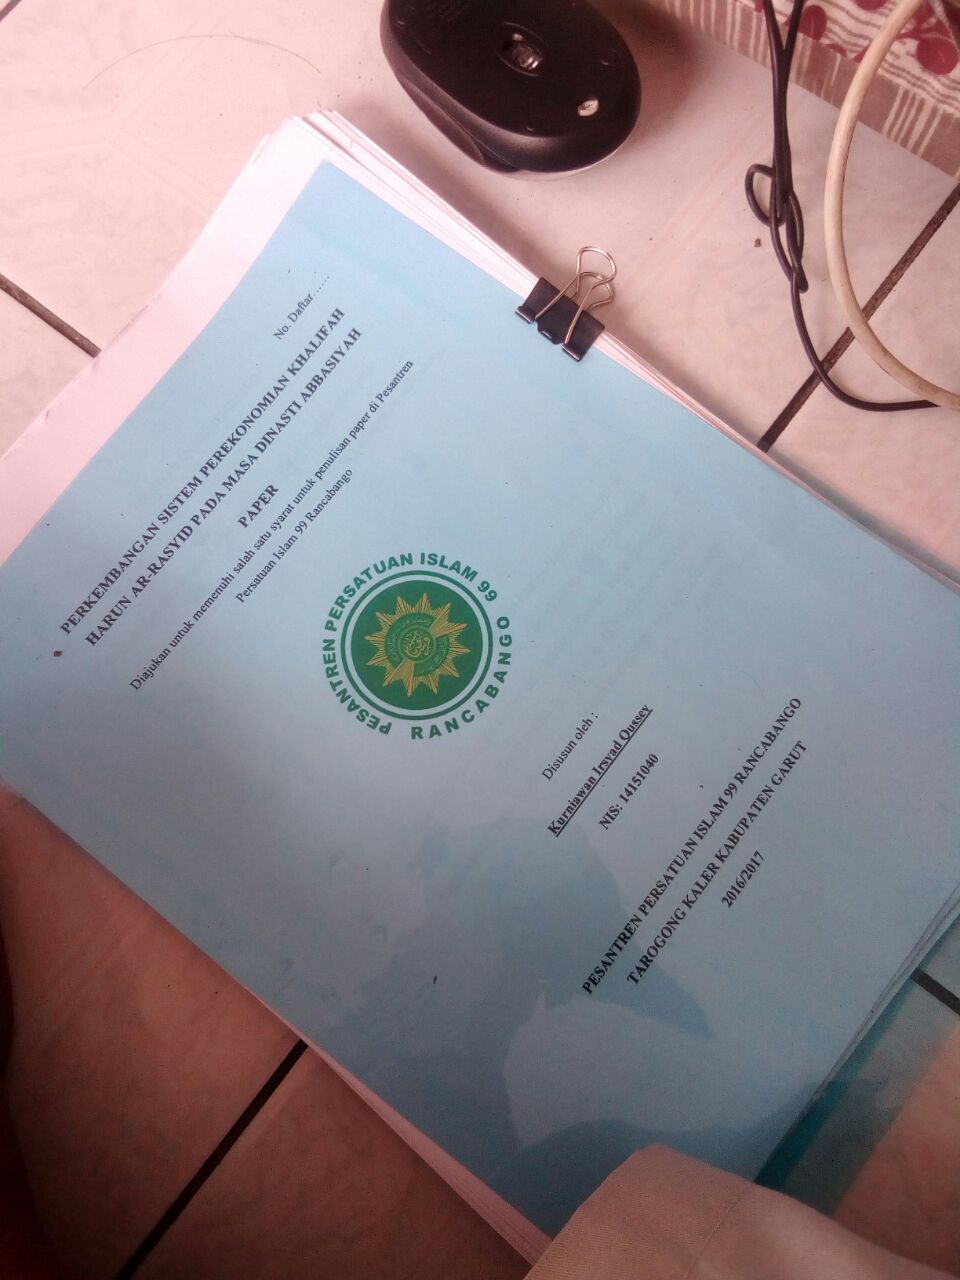 No. Daftar......
PERKEMBANGAN SISTEM PEREKONOMIAN KHALIFAH
HARUN AR-RASYID PADA MASA DINASTI ABBASIYAH
PAPER
Diajukan untuk memenuhi salah satu syarat untuk penulisan paper di Pesantren
Persatuan Islam 99 Rancabango
PESANTREN PERSATUAN ISLAM 99
RANCABANGO
Disusun oleh :
Kurniawan Irsyad Oussev
NIS: 14151040
PESANTREN PERSATUAN ISLAM 99 RANCABANGO
TAROGONG KALER KABUPATEN GARUT
2016/2017